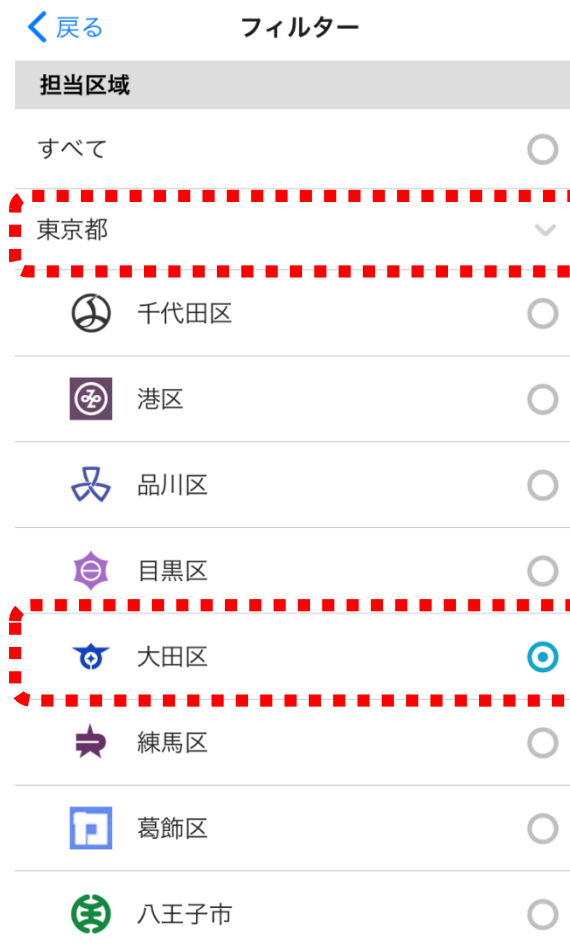 戻る
フィルター
担当区域
すべて
東京都
千代田区
港区
品川区
目黒区
大田区
練馬区
葛飾区
八王子市